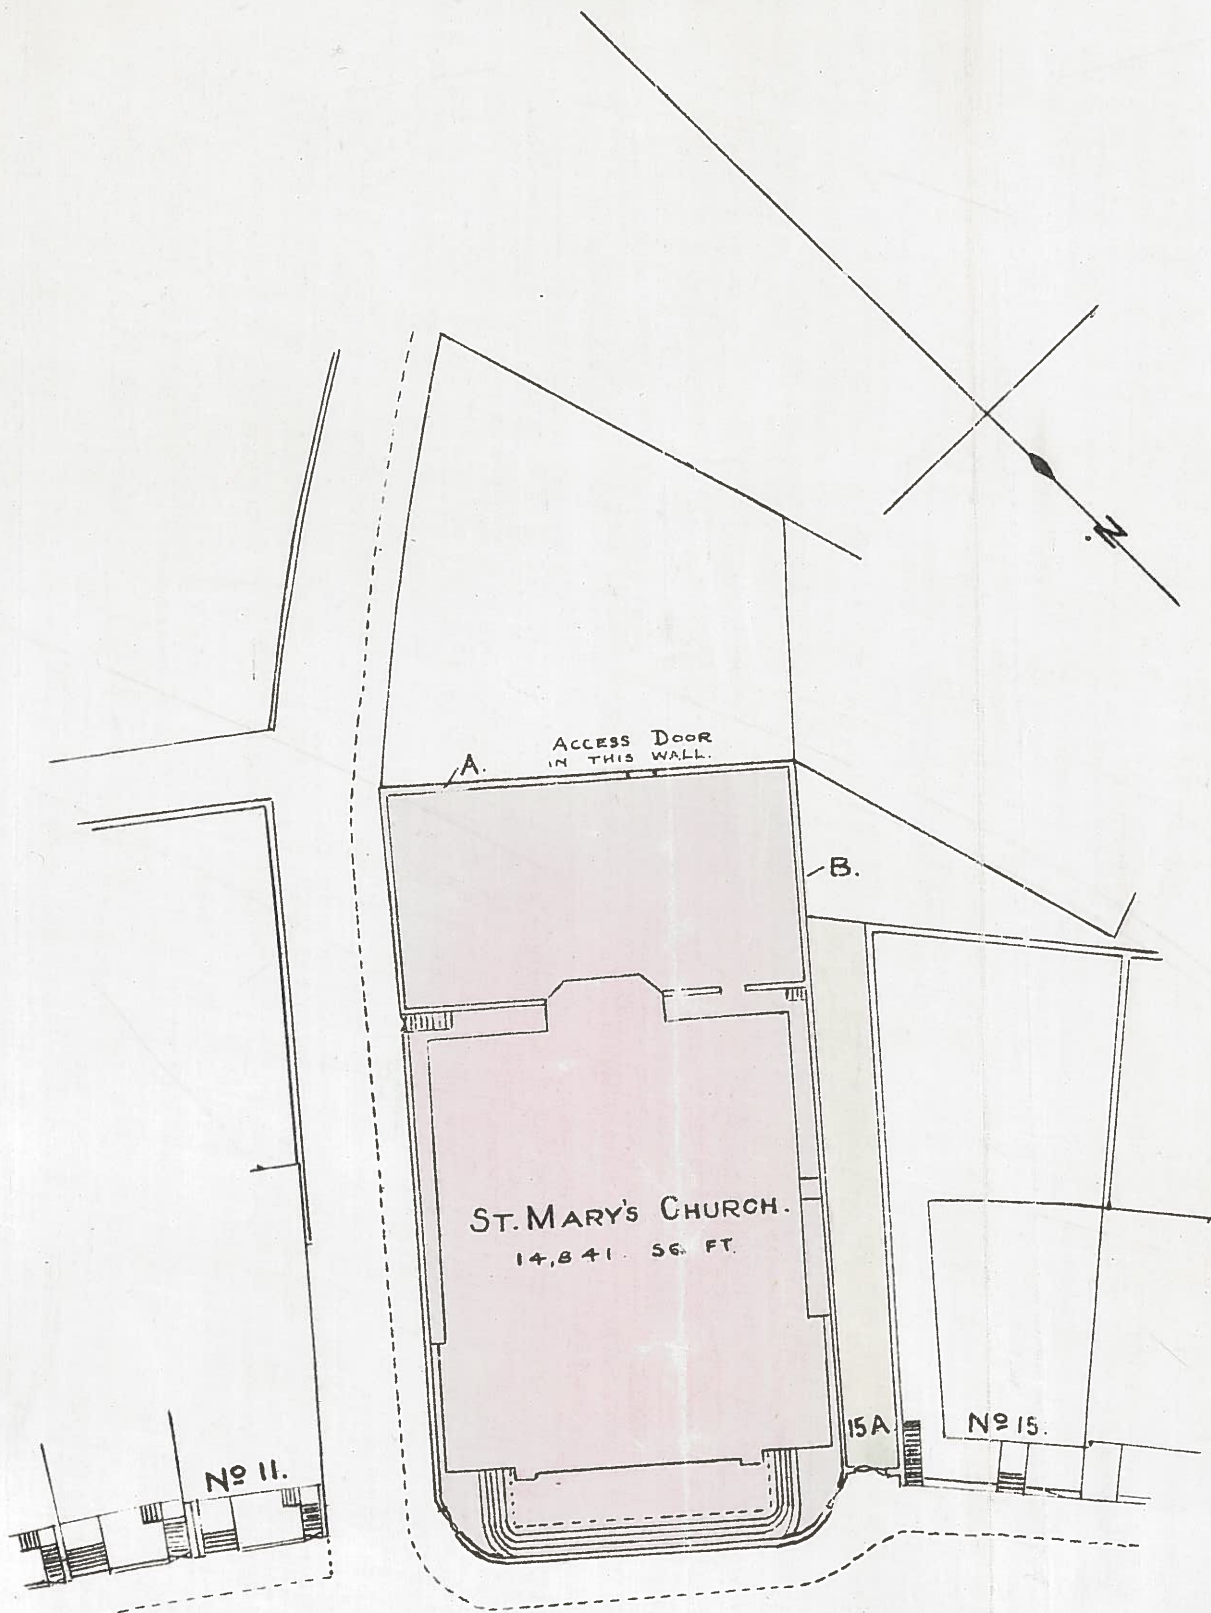 N.
ACCESS DOOR
IN THIS WALL.
A.
B.
ST. MARY'S CHURCH.
14,841. SQ. FT.
15A
Nº 15.
Nº 11.